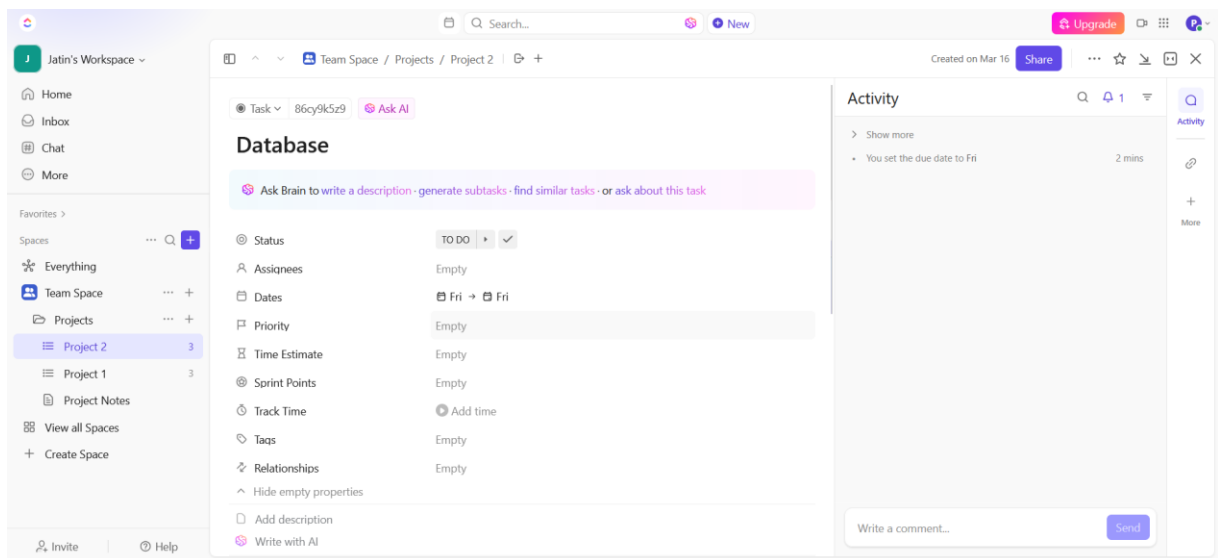 Search...
New
Upgrade
P
J Jatin's Workspace
Home
Inbox
Chat
More
Favorites
Spaces
Everything
Team Space
Projects
Project 2 3
Project 1 3
Project Notes
View all Spaces
Create Space
Invite
Help
Team Space / Projects / Project 2
Created on Mar 16
Share
Task
86cy9k5z9
Ask AI
Database
Ask Brain to write a description · generate subtasks · find similar tasks · or ask about this task
Status TO DO
Assignees Empty
Dates Fri → Fri
Priority Empty
Time Estimate Empty
Sprint Points Empty
Track Time Add time
Tags Empty
Relationships Empty
Hide empty properties
Add description
Write with AI
Activity
1
Show more
You set the due date to Fri 2 mins
Write a comment...
Send
Activity
More